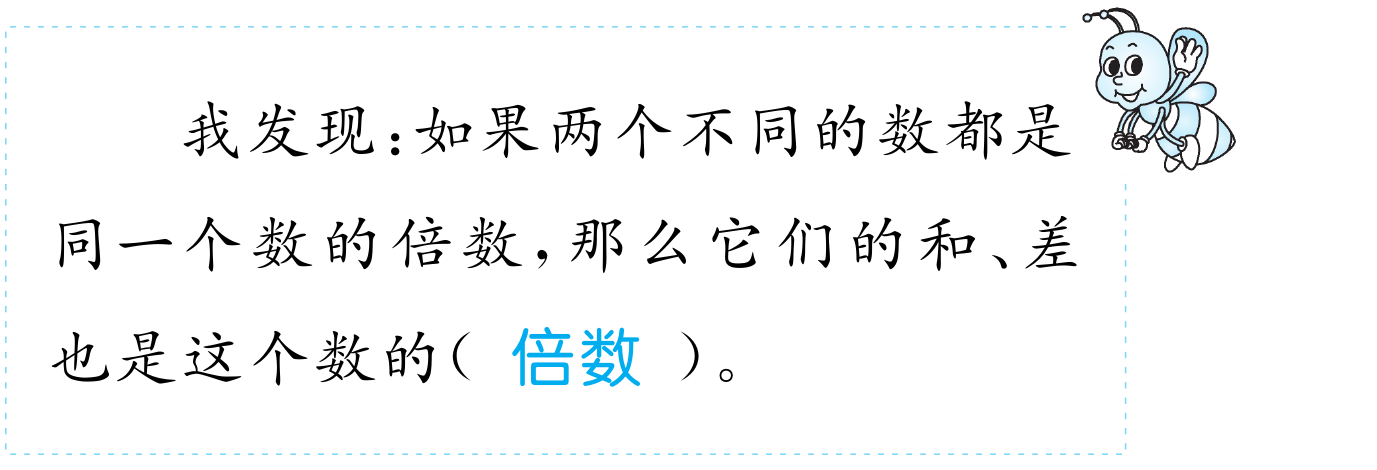 我发现:如果两个不同的数都是
同一个数的倍数,那么它们的和、差
也是这个数的( 倍数 )。